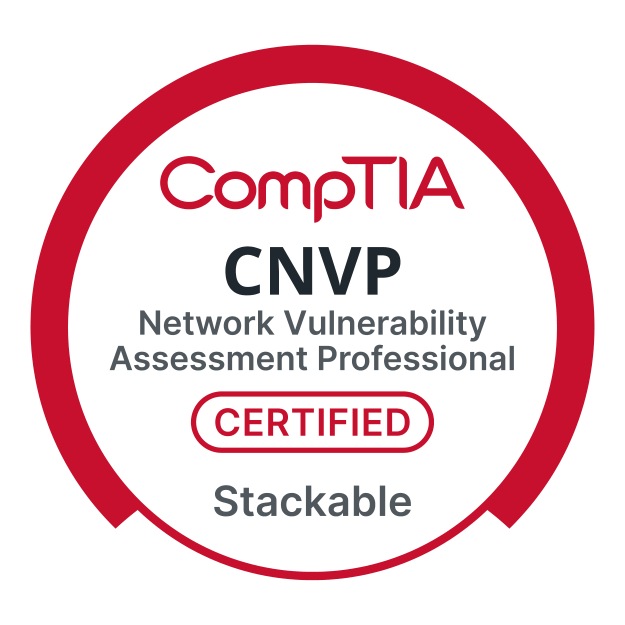 CompTIA
CNVP
Network Vulnerability
Assessment Professional
CERTIFIED
Stackable